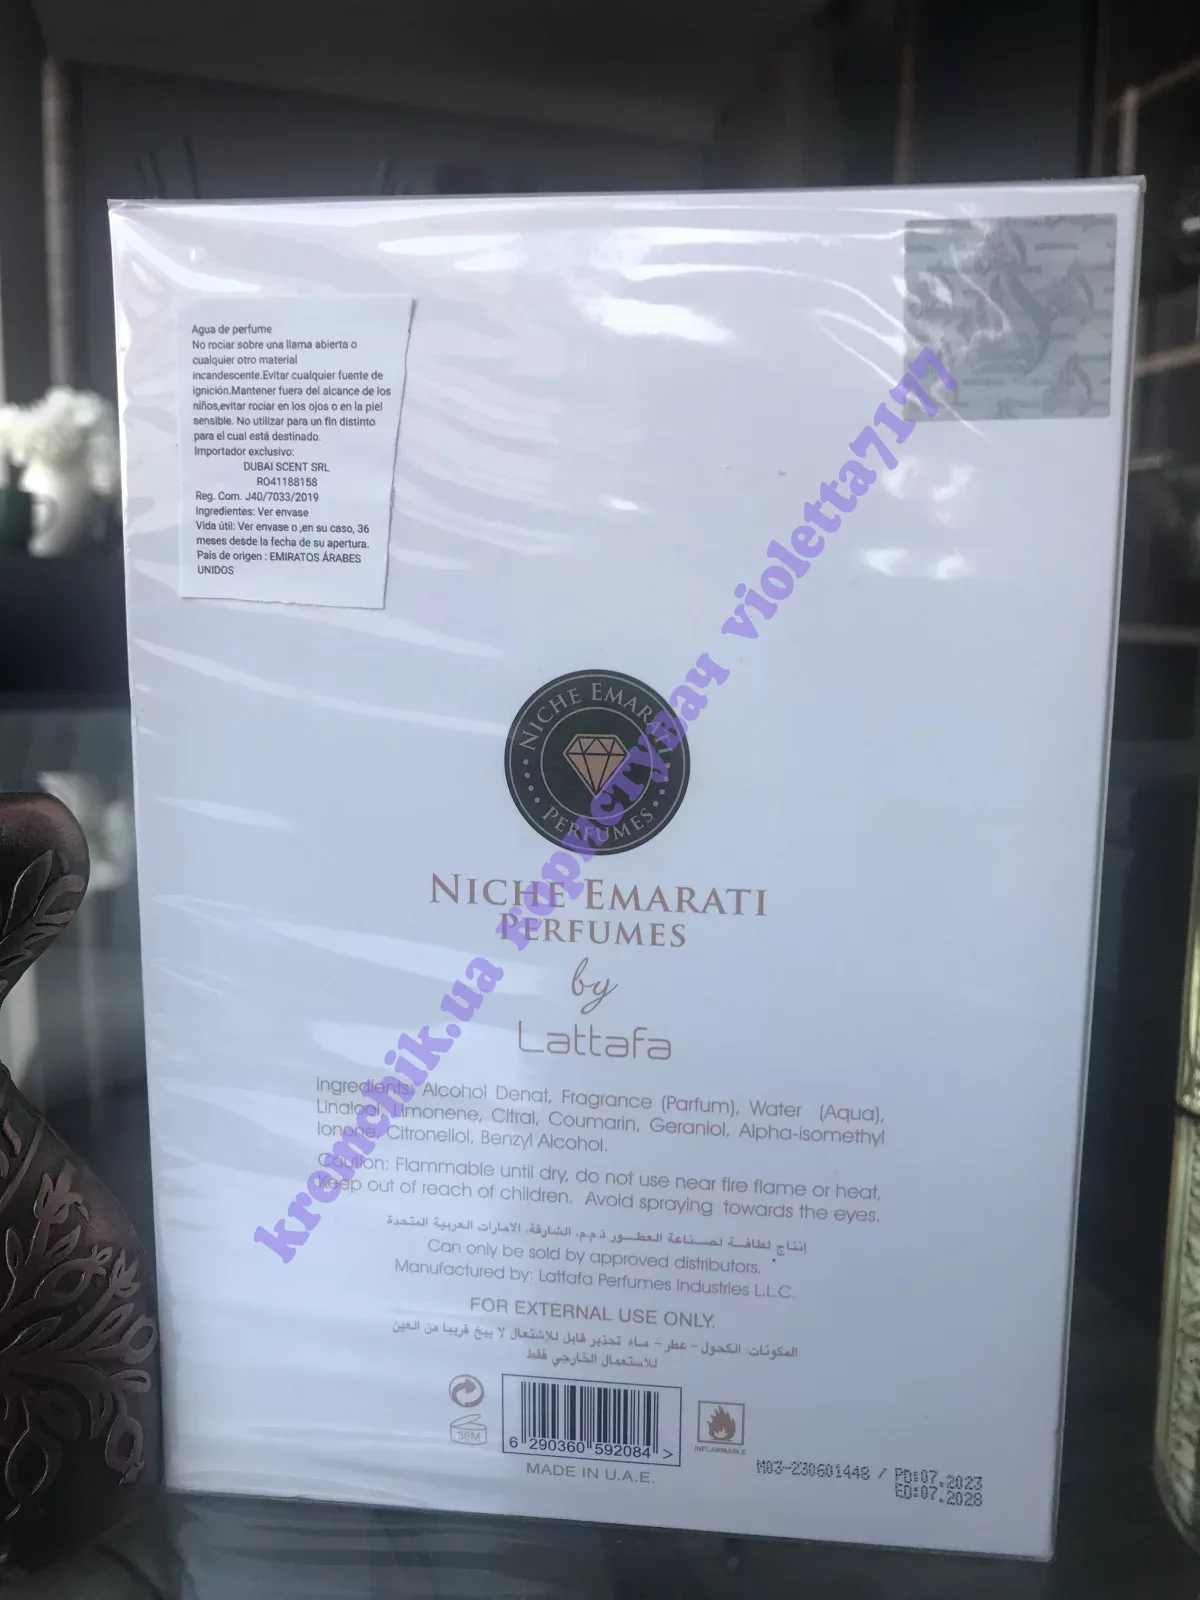 Agua de perfume
No rociar sobre una llama abierta o
cualquier otro material
incandescente.Evitar cualquier fuente de
ignición.Mantener fuera del alcance de los
niños,evitar rociar en los ojos o en la piel
sensible. No utilizar para un fin distinto
para el cual está destinado.
Importador exclusivo:
DUBAI SCENT SRL
RO41188158
Reg. Com. J40/7033/2019
Ingredientes: Ver envase
Vida útil: Ver envase o ,en su caso, 36
meses desde la fecha de su apertura.
País de origen : EMIRATOS ÁRABES
UNIDOS
kremchik.ua користувач violetta7177
NICHE EMARATI
PERFUMES
NICHE EMARATI
PERFUMES
by
Lattafa
Ingredients: Alcohol Denat, Fragrance (Parfum), Water (Aqua),
Linalool, Limonene, Citral, Coumarin, Geraniol, Alpha-isomethyl
Ionone, Citronellol, Benzyl Alcohol.
Caution: Flammable until dry, do not use near fire flame or heat,
Keep out of reach of children. Avoid spraying towards the eyes.
إنتاج لطافة لصناعة العطور ذ.م.م. الشارقة. الامارات العربية المتحدة
Can only be sold by approved distributors.
Manufactured by: Lattafa Perfumes Industries L.L.C.
FOR EXTERNAL USE ONLY.
المكونات: الكحول - عطر - ماء تحذير قابل للاشتعال لا يبخ قريبا من العين
للاستعمال الخارجي فقط
36M
6 290360 592084 >
INFLAMMABLE
MADE IN U.A.E.
M03-230601448 / PD:07.2023
ED:07.2028